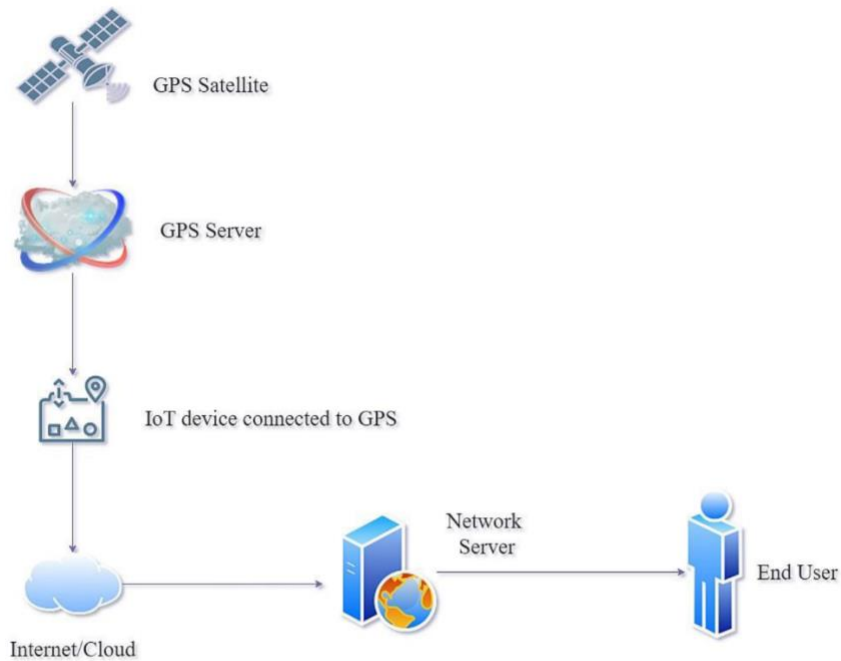 GPS Satellite
GPS Server
IoT device connected to GPS
Network
Server
End User
Internet/Cloud